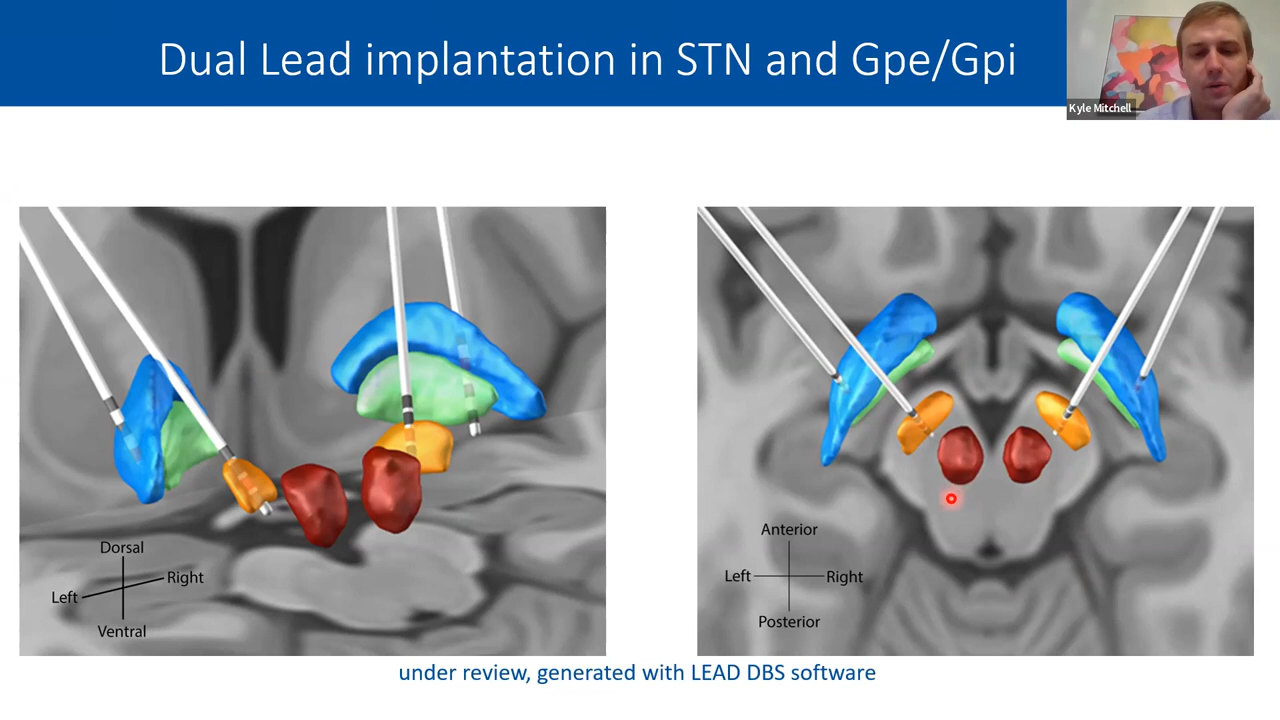 Dual Lead implantation in STN and Gpe/Gpi
Kyle Mitchell
Dorsal
Left
Right
Ventral
Anterior
Left
Right
Posterior
under review, generated with LEAD DBS software